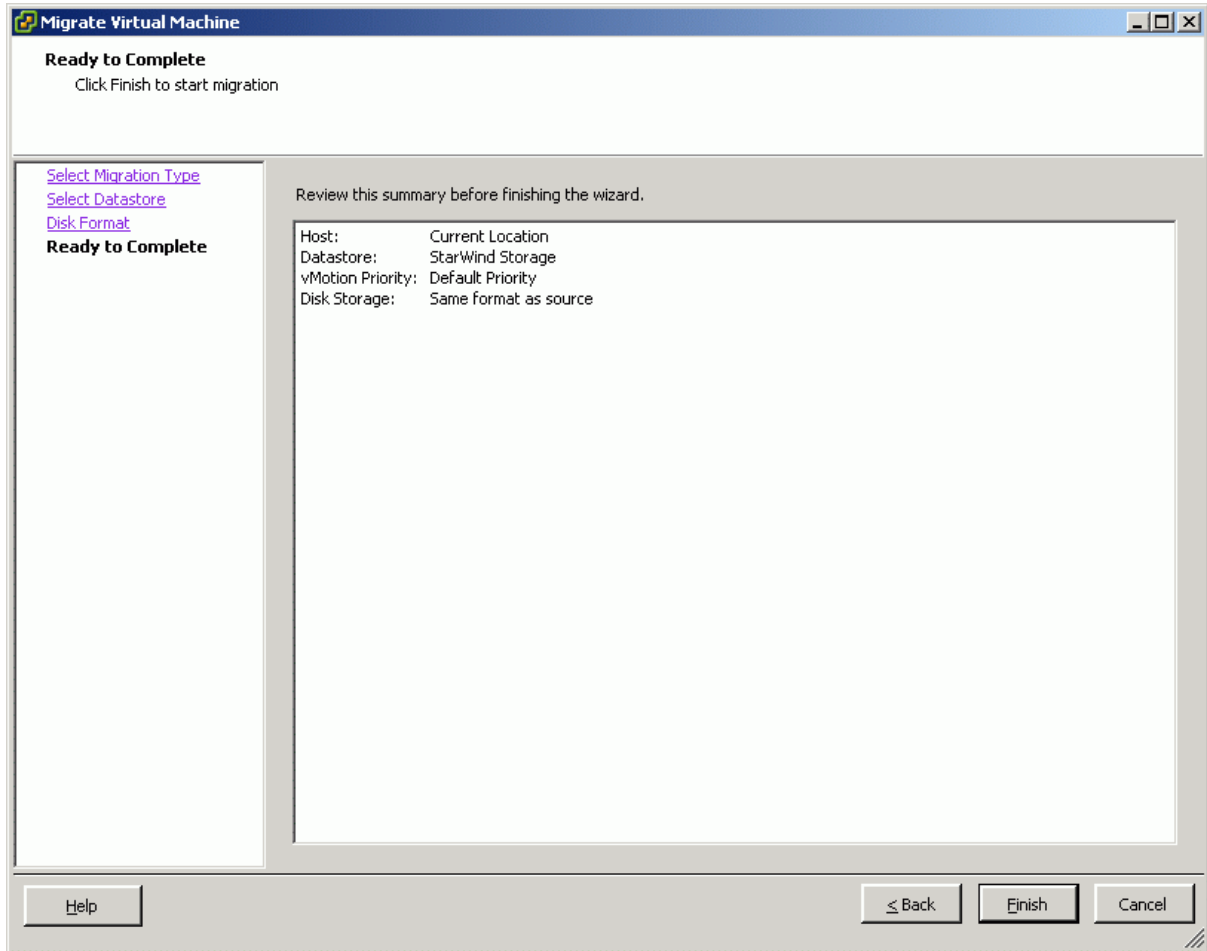 Migrate Virtual Machine
Ready to Complete
Click Finish to start migration
Select Migration Type
Select Datastore
Disk Format
Ready to Complete
Review this summary before finishing the wizard.
Host: Current Location
Datastore: StarWind Storage
vMotion Priority: Default Priority
Disk Storage: Same format as source
Help
< Back
Finish
Cancel